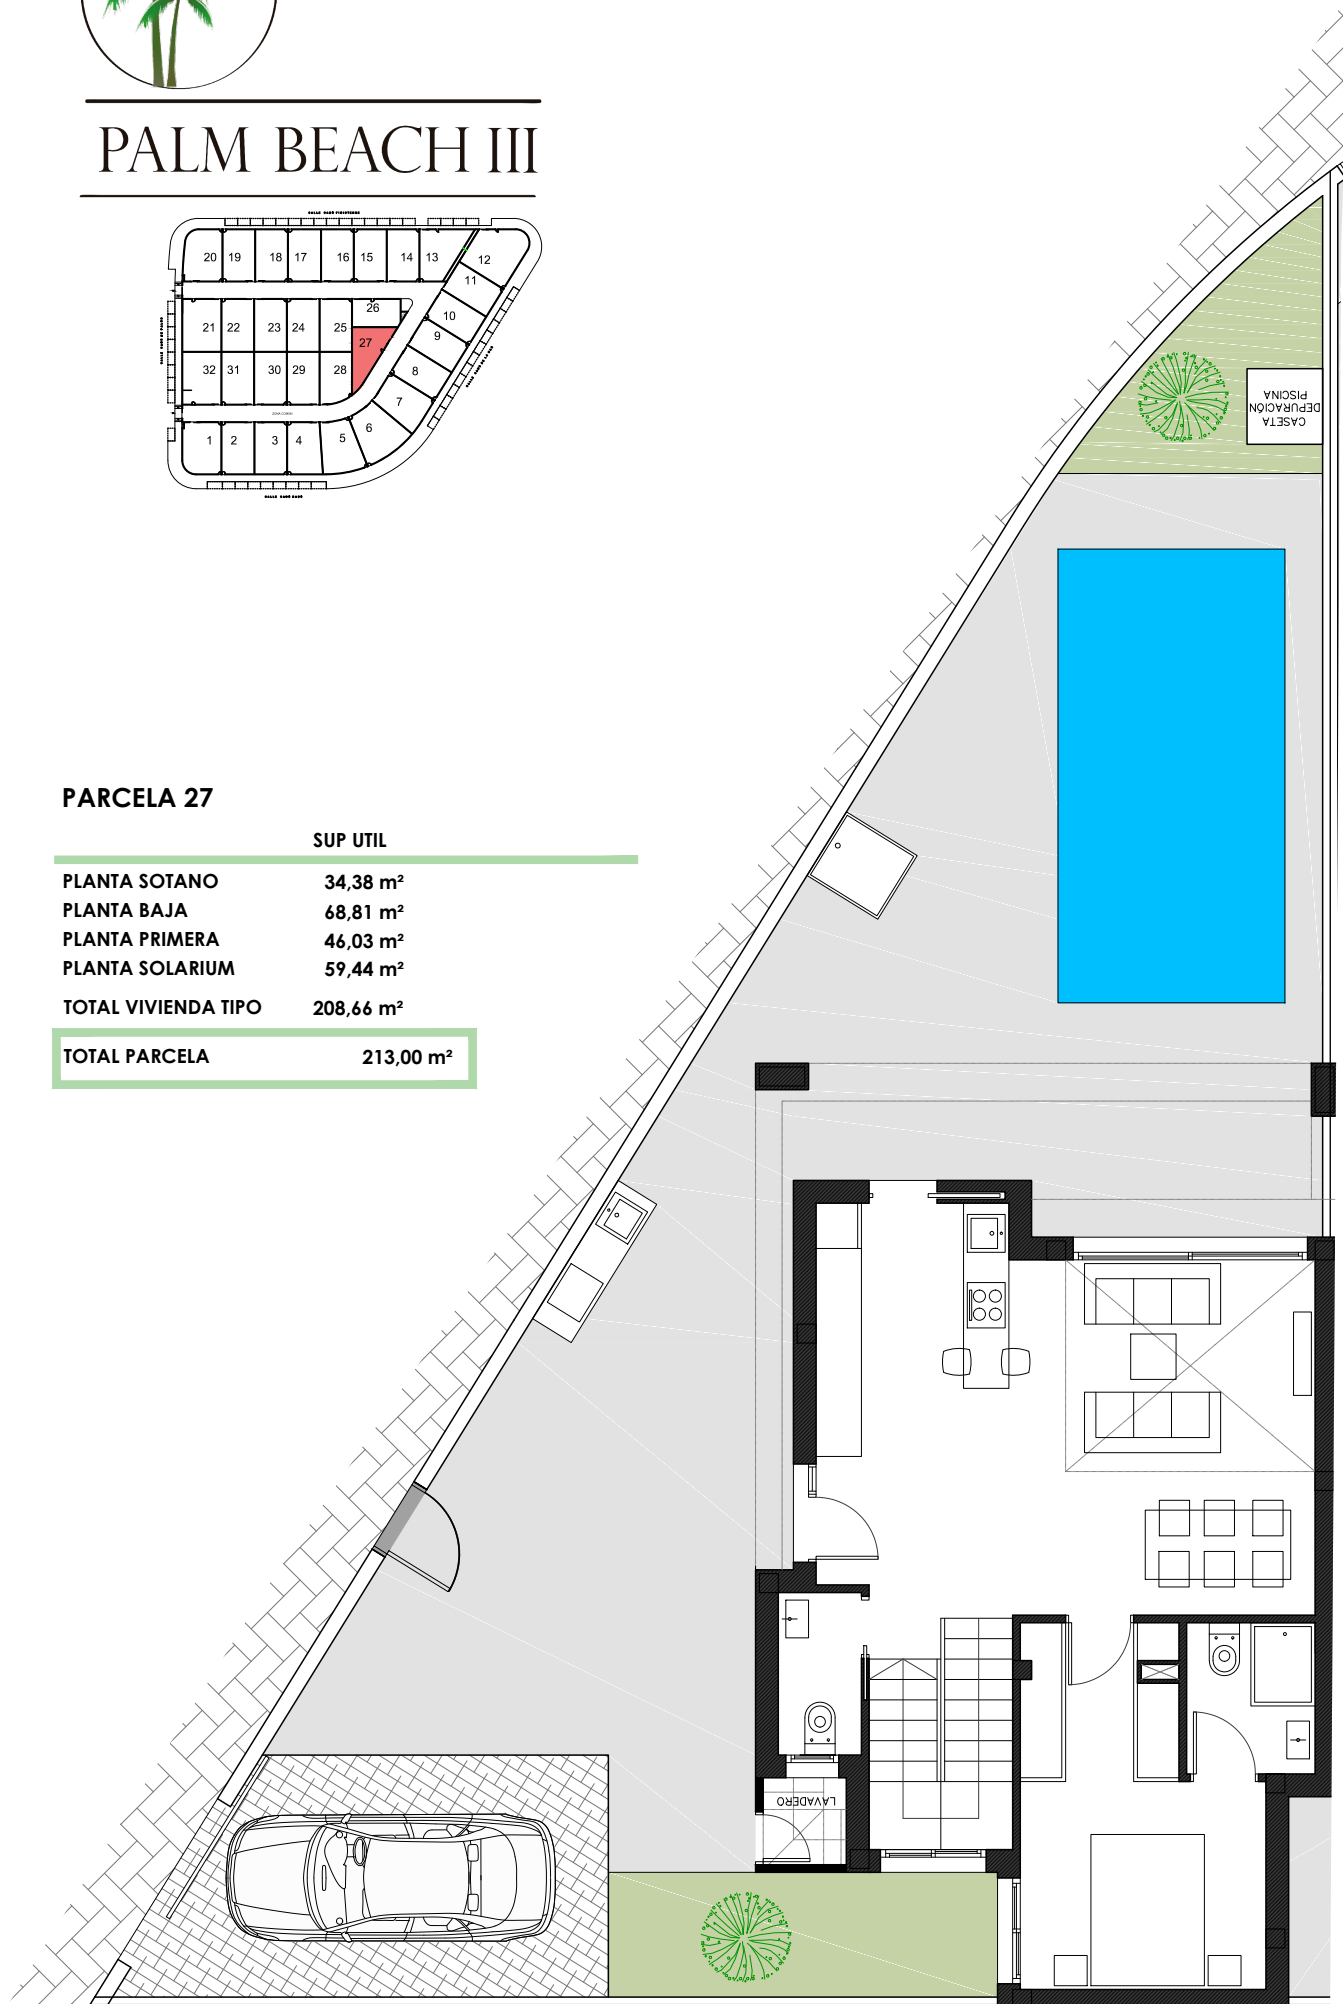 PALM BEACH III
20 19 18 17 16 15 14 13 12
11
26
10
21 22 23 24 25
9
27
32 31 30 29 28
8
7
ZONA COMUN
6
1 2 3 4 5
CASETA
DEPURACIÓN
PISCINA
PARCELA 27
SUP UTIL
PLANTA SOTANO 34,38 m²
PLANTA BAJA 68,81 m²
PLANTA PRIMERA 46,03 m²
PLANTA SOLARIUM 59,44 m²
TOTAL VIVIENDA TIPO 208,66 m²
TOTAL PARCELA 213,00 m²
LAVADERO